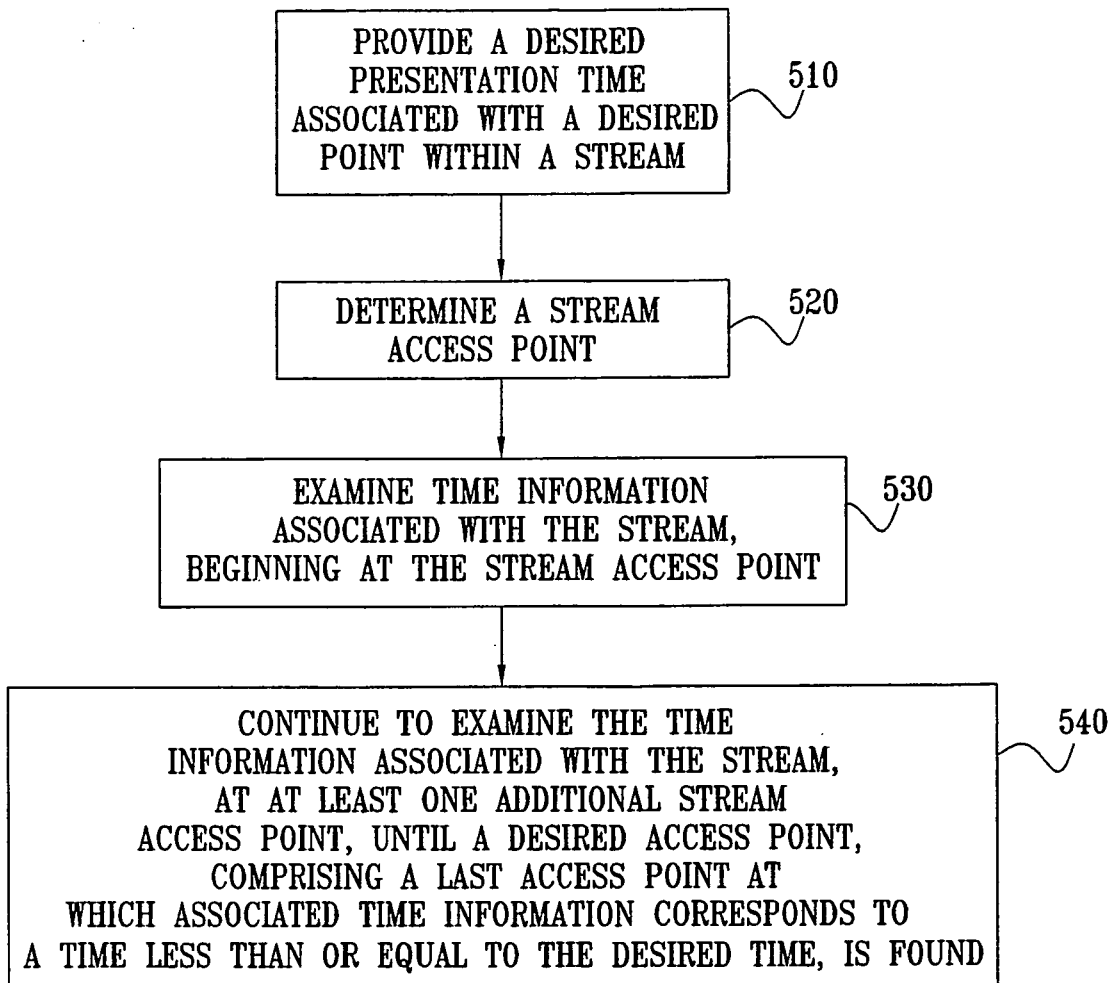 PROVIDE A DESIRED
PRESENTATION TIME
ASSOCIATED WITH A DESIRED
POINT WITHIN A STREAM
510
DETERMINE A STREAM
ACCESS POINT
520
EXAMINE TIME INFORMATION
ASSOCIATED WITH THE STREAM,
BEGINNING AT THE STREAM ACCESS POINT
530
CONTINUE TO EXAMINE THE TIME
INFORMATION ASSOCIATED WITH THE STREAM,
AT AT LEAST ONE ADDITIONAL STREAM
ACCESS POINT, UNTIL A DESIRED ACCESS POINT,
COMPRISING A LAST ACCESS POINT AT
WHICH ASSOCIATED TIME INFORMATION CORRESPONDS TO
A TIME LESS THAN OR EQUAL TO THE DESIRED TIME, IS FOUND
540